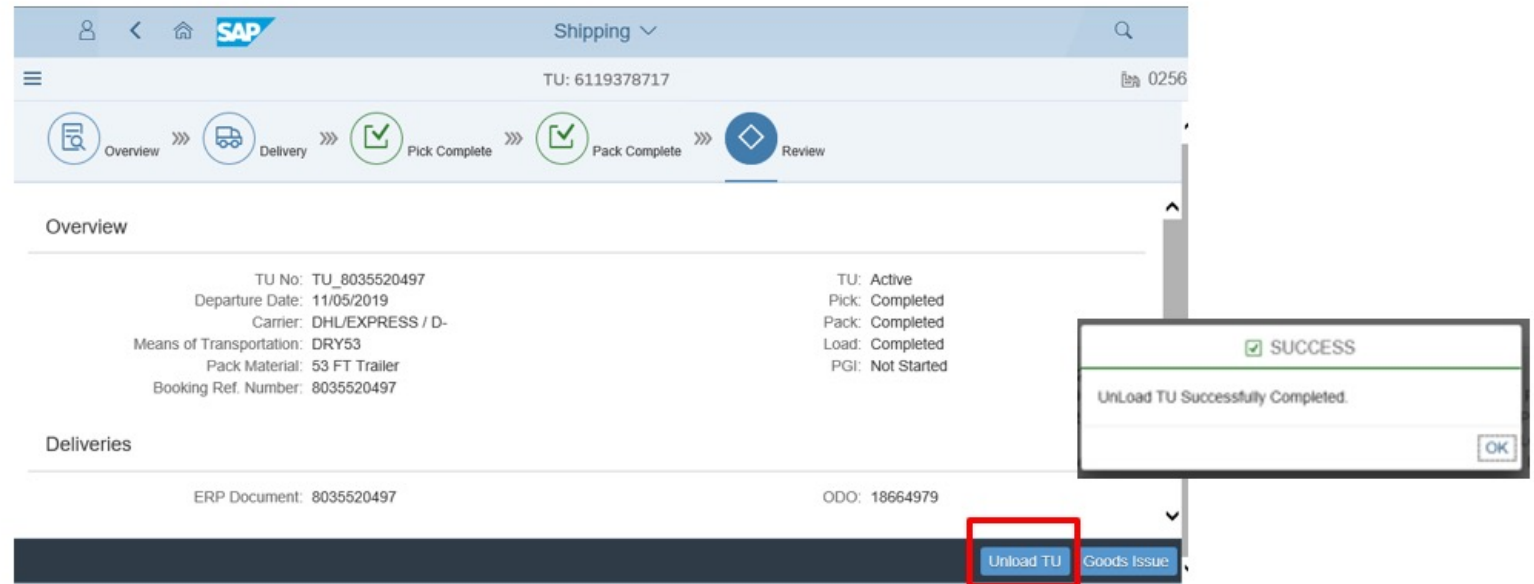 SAP
Shipping
TU: 6119378717
0256
Overview
Delivery
Pick Complete
Pack Complete
Review
Overview
TU No: TU_8035520497
Departure Date: 11/05/2019
Carrier: DHL/EXPRESS / D-
Means of Transportation: DRY53
Pack Material: 53 FT Trailer
Booking Ref. Number: 8035520497
TU: Active
Pick: Completed
Pack: Completed
Load: Completed
PGI: Not Started
Deliveries
ERP Document: 8035520497
ODO: 18664979
Unload TU
Goods Issue
SUCCESS
UnLoad TU Successfully Completed.
OK